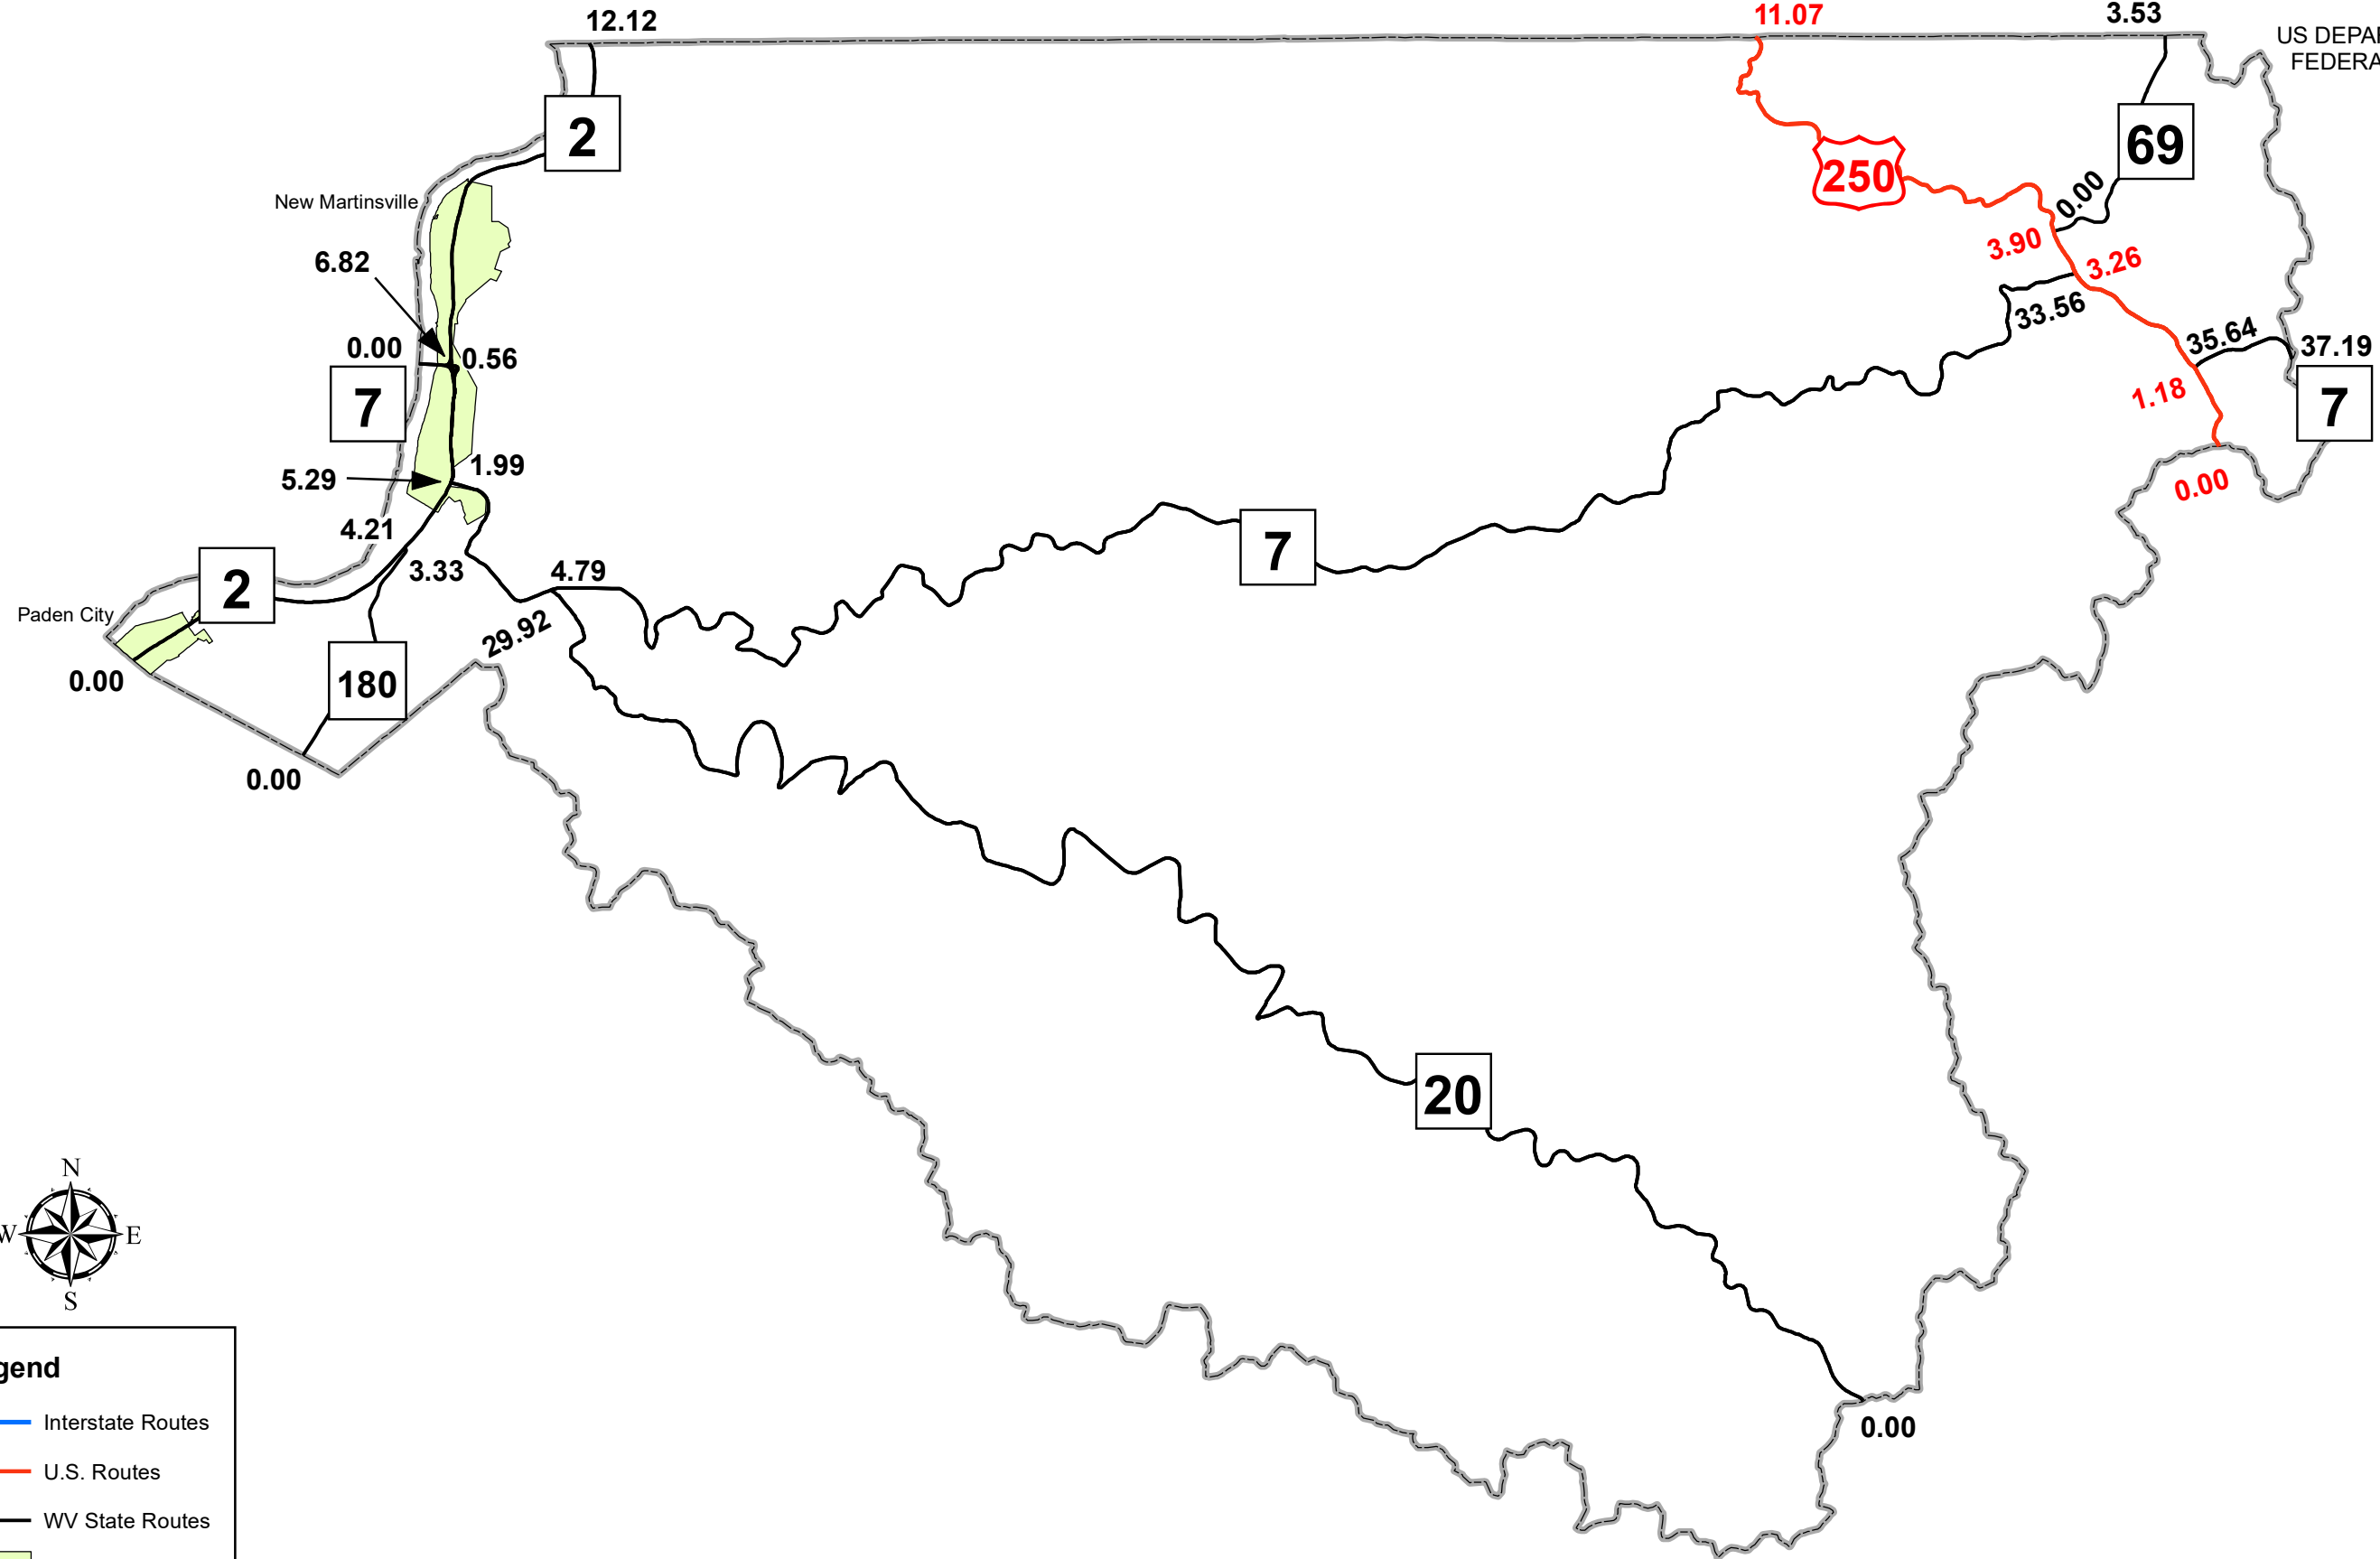 12.12
11.07
3.53
US DEPA
FEDERA
2
69
250
New Martinsville
0.00
3.90
3.26
6.82
33.56
35.64
37.19
0.00
0.56
7
1.18
7
1.99
5.29
0.00
4.21
7
3.33
4.79
2
Paden City
29.92
0.00
180
0.00
20
N
W
E
S
gend
0.00
Interstate Routes
U.S. Routes
WV State Routes